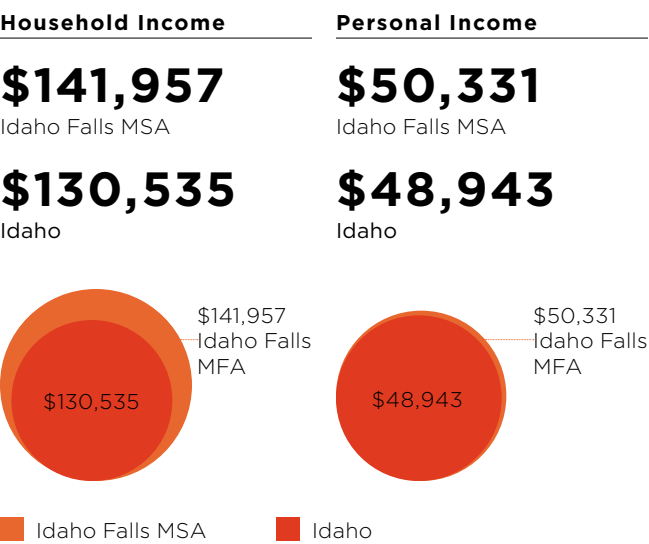 Household Income
$141,957
Idaho Falls MSA
$130,535
Idaho
$141,957
Idaho Falls
MFA
$130,535
Personal Income
$50,331
Idaho Falls MSA
$48,943
Idaho
$50,331
Idaho Falls
MFA
$48,943
Idaho Falls MSA
Idaho